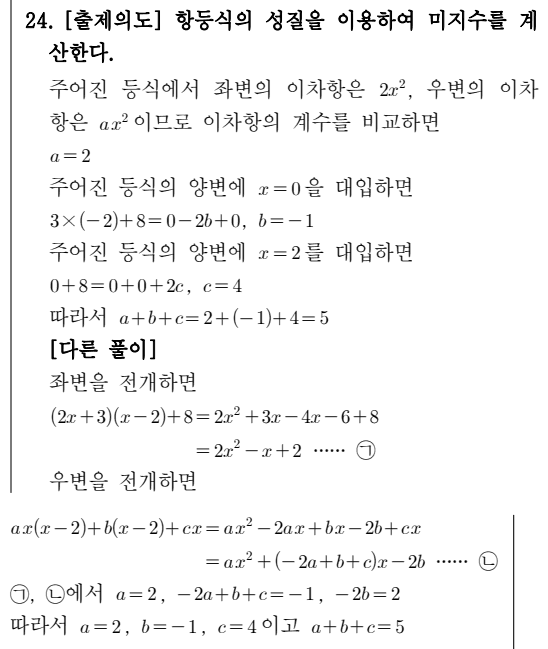 24. [출제의도] 항등식의 성질을 이용하여 미지수를 계
산한다.
주어진 등식에서 좌변의 이차항은 2x², 우변의 이차
항은 ax²이므로 이차항의 계수를 비교하면
a=2
주어진 등식의 양변에 x=0을 대입하면
3×(−2)+8=0−2b+0, b=−1
주어진 등식의 양변에 x=2를 대입하면
0+8=0+0+2c, c=4
따라서 a+b+c=2+(−1)+4=5
[다른 풀이]
좌변을 전개하면
(2x+3)(x−2)+8=2x²+3x−4x−6+8
=2x²−x+2 …… ㉠
우변을 전개하면
ax(x−2)+b(x−2)+cx=ax²−2ax+bx−2b+cx
=ax²+(−2a+b+c)x−2b …… ㉡
㉠, ㉡에서 a=2, −2a+b+c=−1, −2b=2
따라서 a=2, b=−1, c=4이고 a+b+c=5